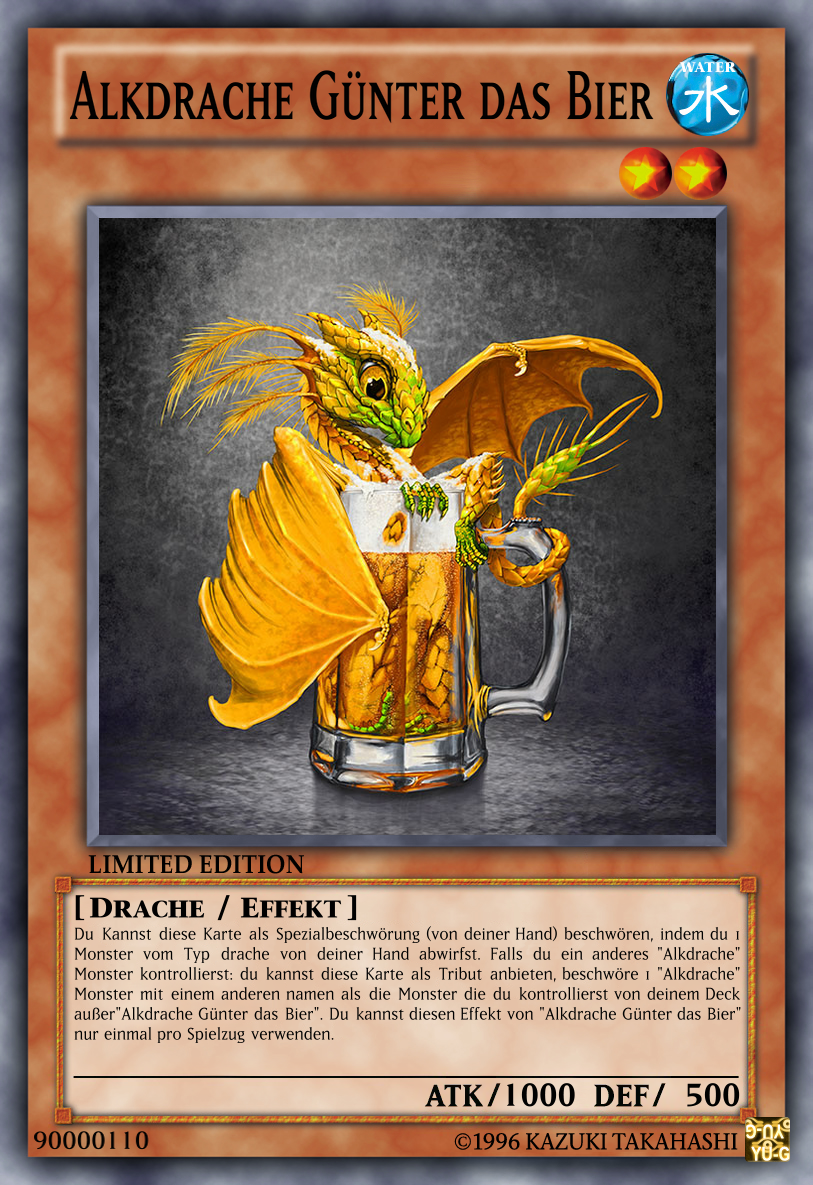 Alkdrache Günter das Bier
WATER
水
LIMITED EDITION
[ Drache / Effekt ]
Du Kannst diese Karte als Spezialbeschwörung (von deiner Hand) beschwören, indem du 1
Monster vom Typ drache von deiner Hand abwirfst. Falls du ein anderes "Alkdrache"
Monster kontrollierst: du kannst diese Karte als Tribut anbieten, beschwöre 1 "Alkdrache"
Monster mit einem anderen namen als die Monster die du kontrollierst von deinem Deck
außer"Alkdrache Günter das Bier". Du kannst diesen Effekt von "Alkdrache Günter das Bier"
nur einmal pro Spielzug verwenden.
ATK/1000 DEF/ 500
90000110
©1996 KAZUKI TAKAHASHI
YU-G